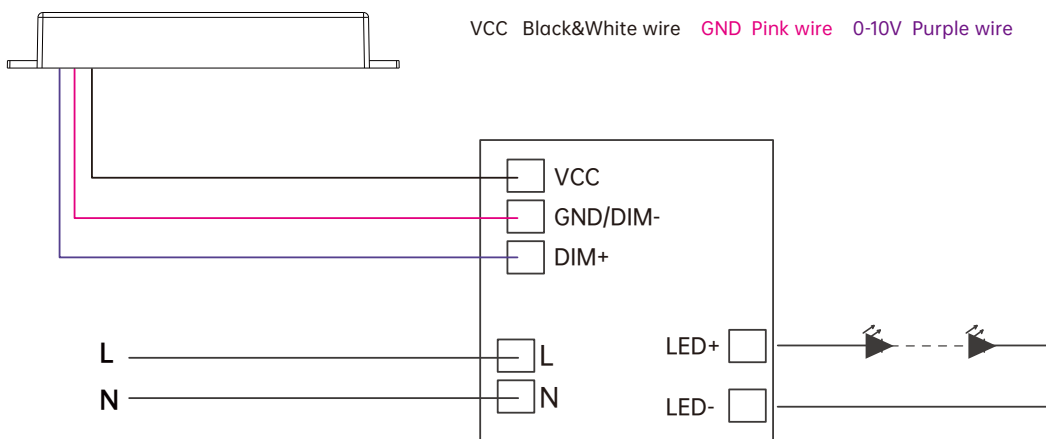 VCC Black&White wire GND Pink wire 0-10V Purple wire
VCC
GND/DIM-
DIM+
L
L
N
N
LED+
LED-